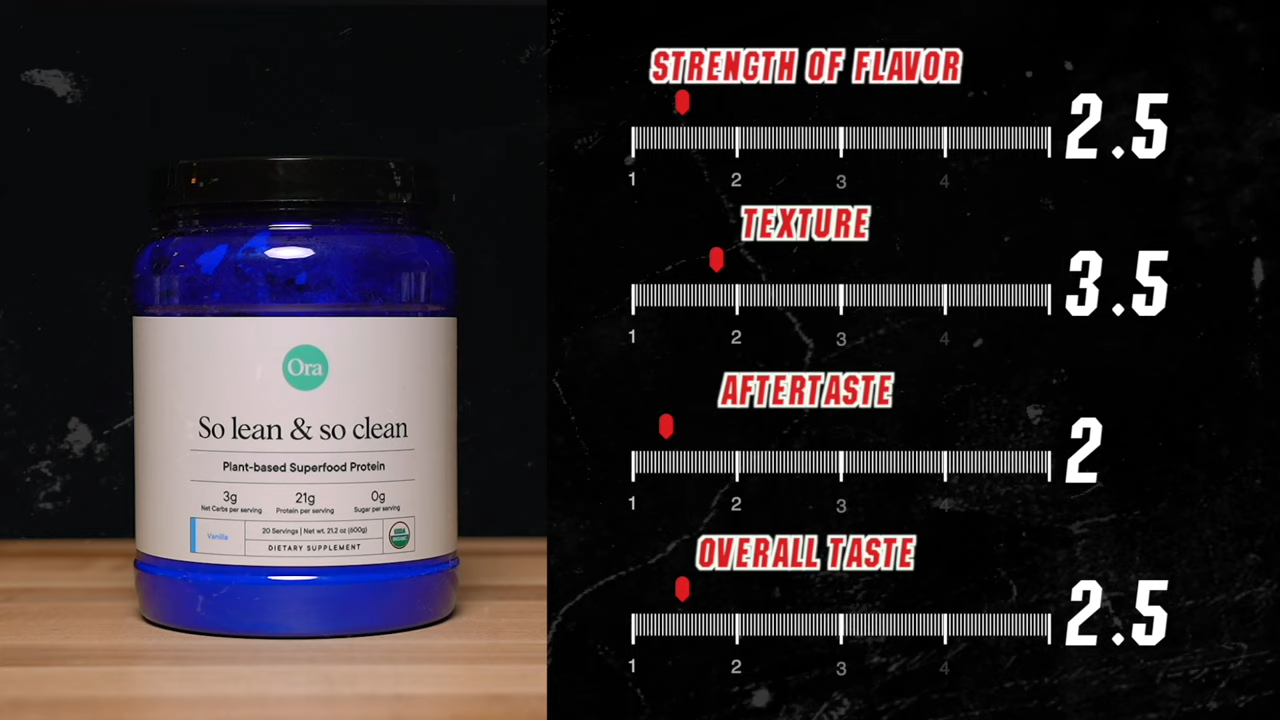 Ora
So lean & so clean
Plant-based Superfood Protein
3g 21g 0g
Net Carbs per serving Protein per serving Sugar per serving
Vanilla
20 Servings | Net wt. 21.2 oz (600g)
DIETARY SUPPLEMENT
USDA
ORGANIC
STRENGTH OF FLAVOR
2.5
1 2 3 4
TEXTURE
3.5
1 2 3 4
AFTERTASTE
2
1 2 3 4
OVERALL TASTE
2.5
1 2 3 4